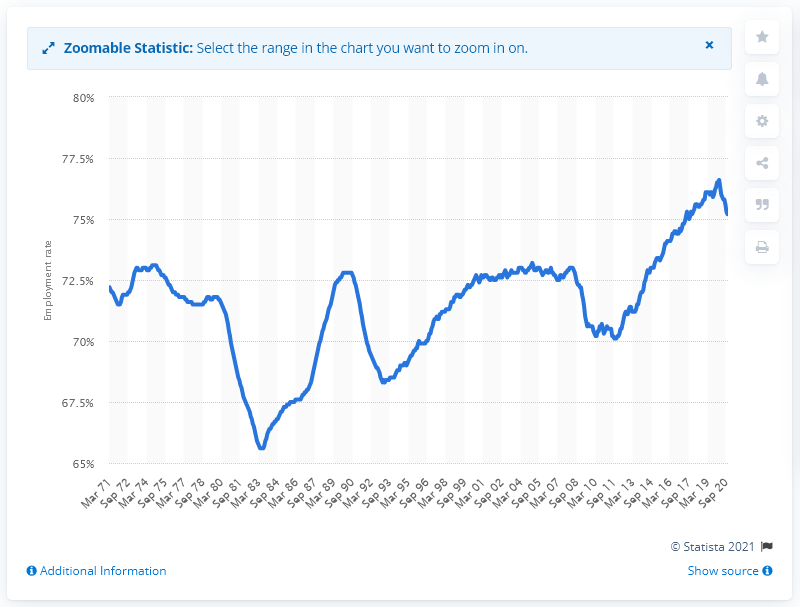 Zoomable Statistic: Select the range in the chart you want to zoom in on.
80%
77.5%
75%
72.5%
70%
67.5%
65%
Employment rate
Mar 71
Sep 72
Mar 74
Sep 75
Mar 77
Sep 78
Mar 80
Sep 81
Mar 83
Sep 84
Mar 86
Sep 87
Mar 89
Sep 90
Mar 92
Sep 93
Mar 95
Sep 96
Mar 98
Sep 99
Mar 01
Sep 02
Mar 04
Sep 05
Mar 07
Sep 08
Mar 10
Sep 11
Mar 13
Sep 14
Mar 16
Sep 17
Mar 19
Sep 20
© Statista 2021
Additional Information
Show source